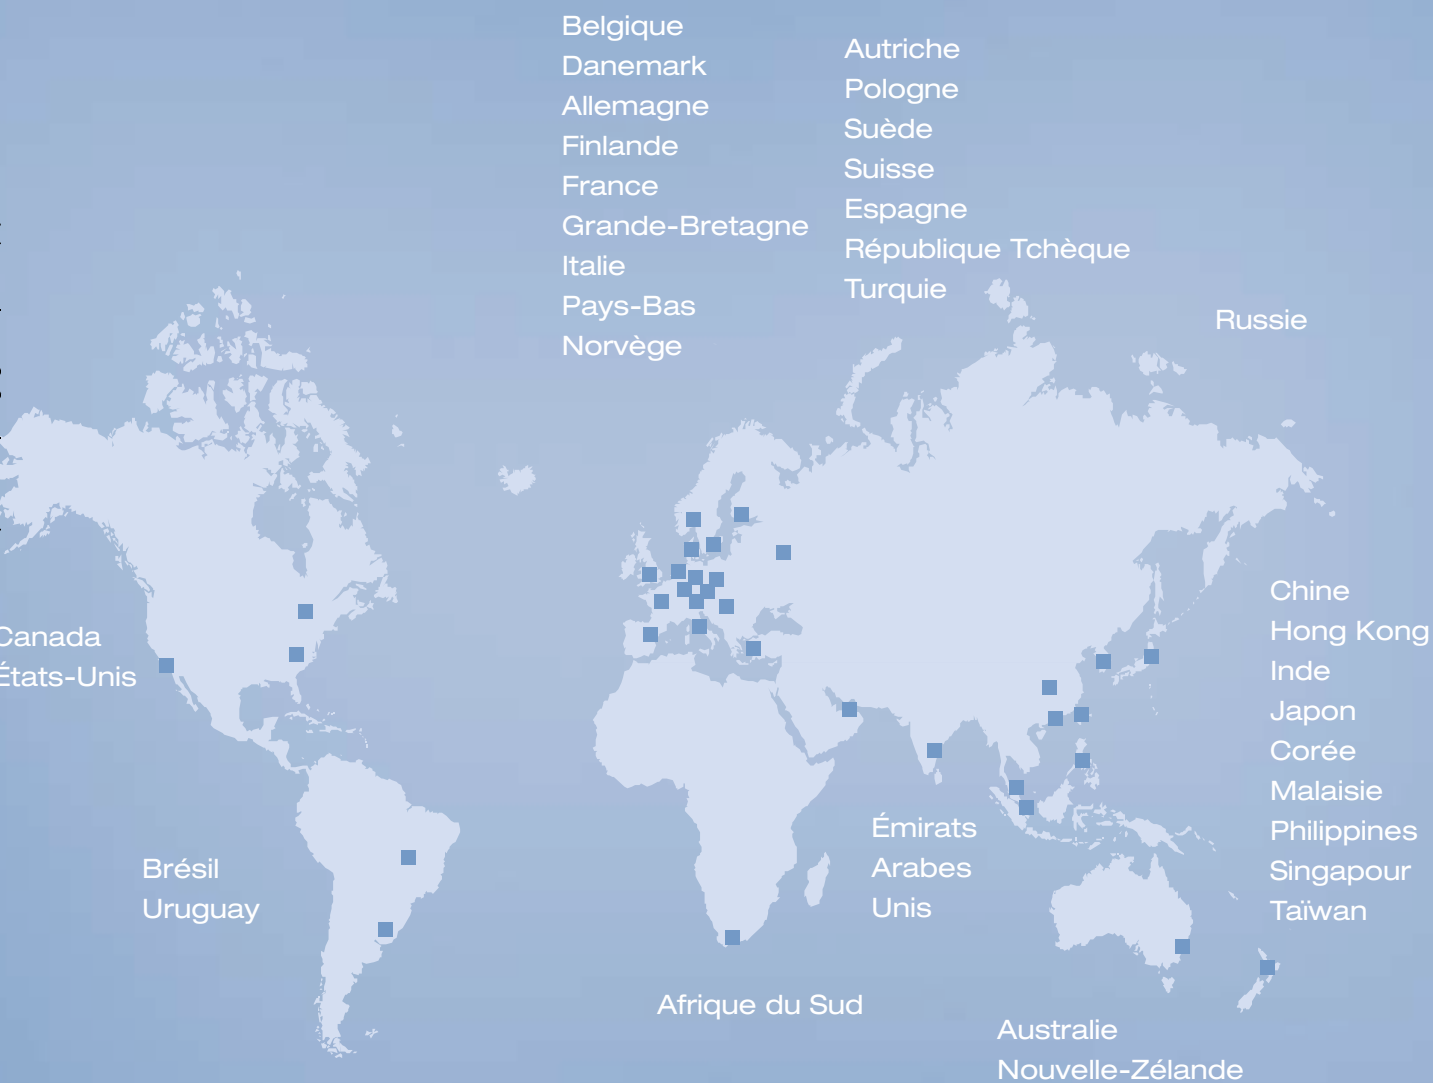 Belgique
Danemark
Allemagne
Finlande
France
Grande-Bretagne
Italie
Pays-Bas
Norvège
Autriche
Pologne
Suède
Suisse
Espagne
République Tchèque
Turquie
Russie
Canada
États-Unis
Chine
Hong Kong
Inde
Japon
Corée
Malaisie
Philippines
Singapour
Taïwan
Brésil
Uruguay
Émirats
Arabes
Unis
Afrique du Sud
Australie
Nouvelle-Zélande